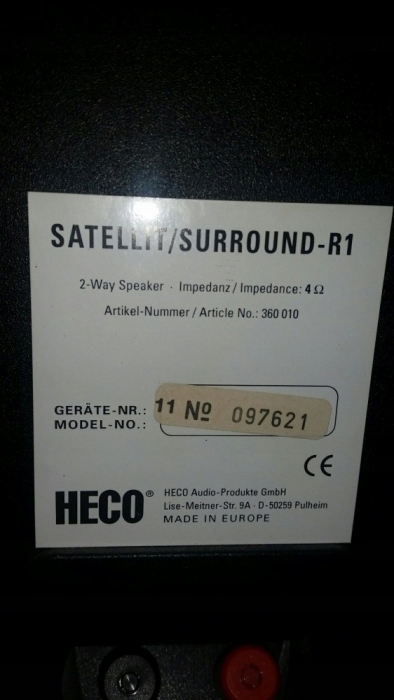 SATELLIT/SURROUND-R1
2-Way Speaker · Impedanz / Impedance: 4 Ω
Artikel-Nummer / Article No.: 360 010
GERÄTE-NR.:
MODEL-NO.:
11 No 097621
CE
HECO®
HECO Audio-Produkte GmbH
Lise-Meitner-Str. 9A · D-50259 Pulheim
MADE IN EUROPE